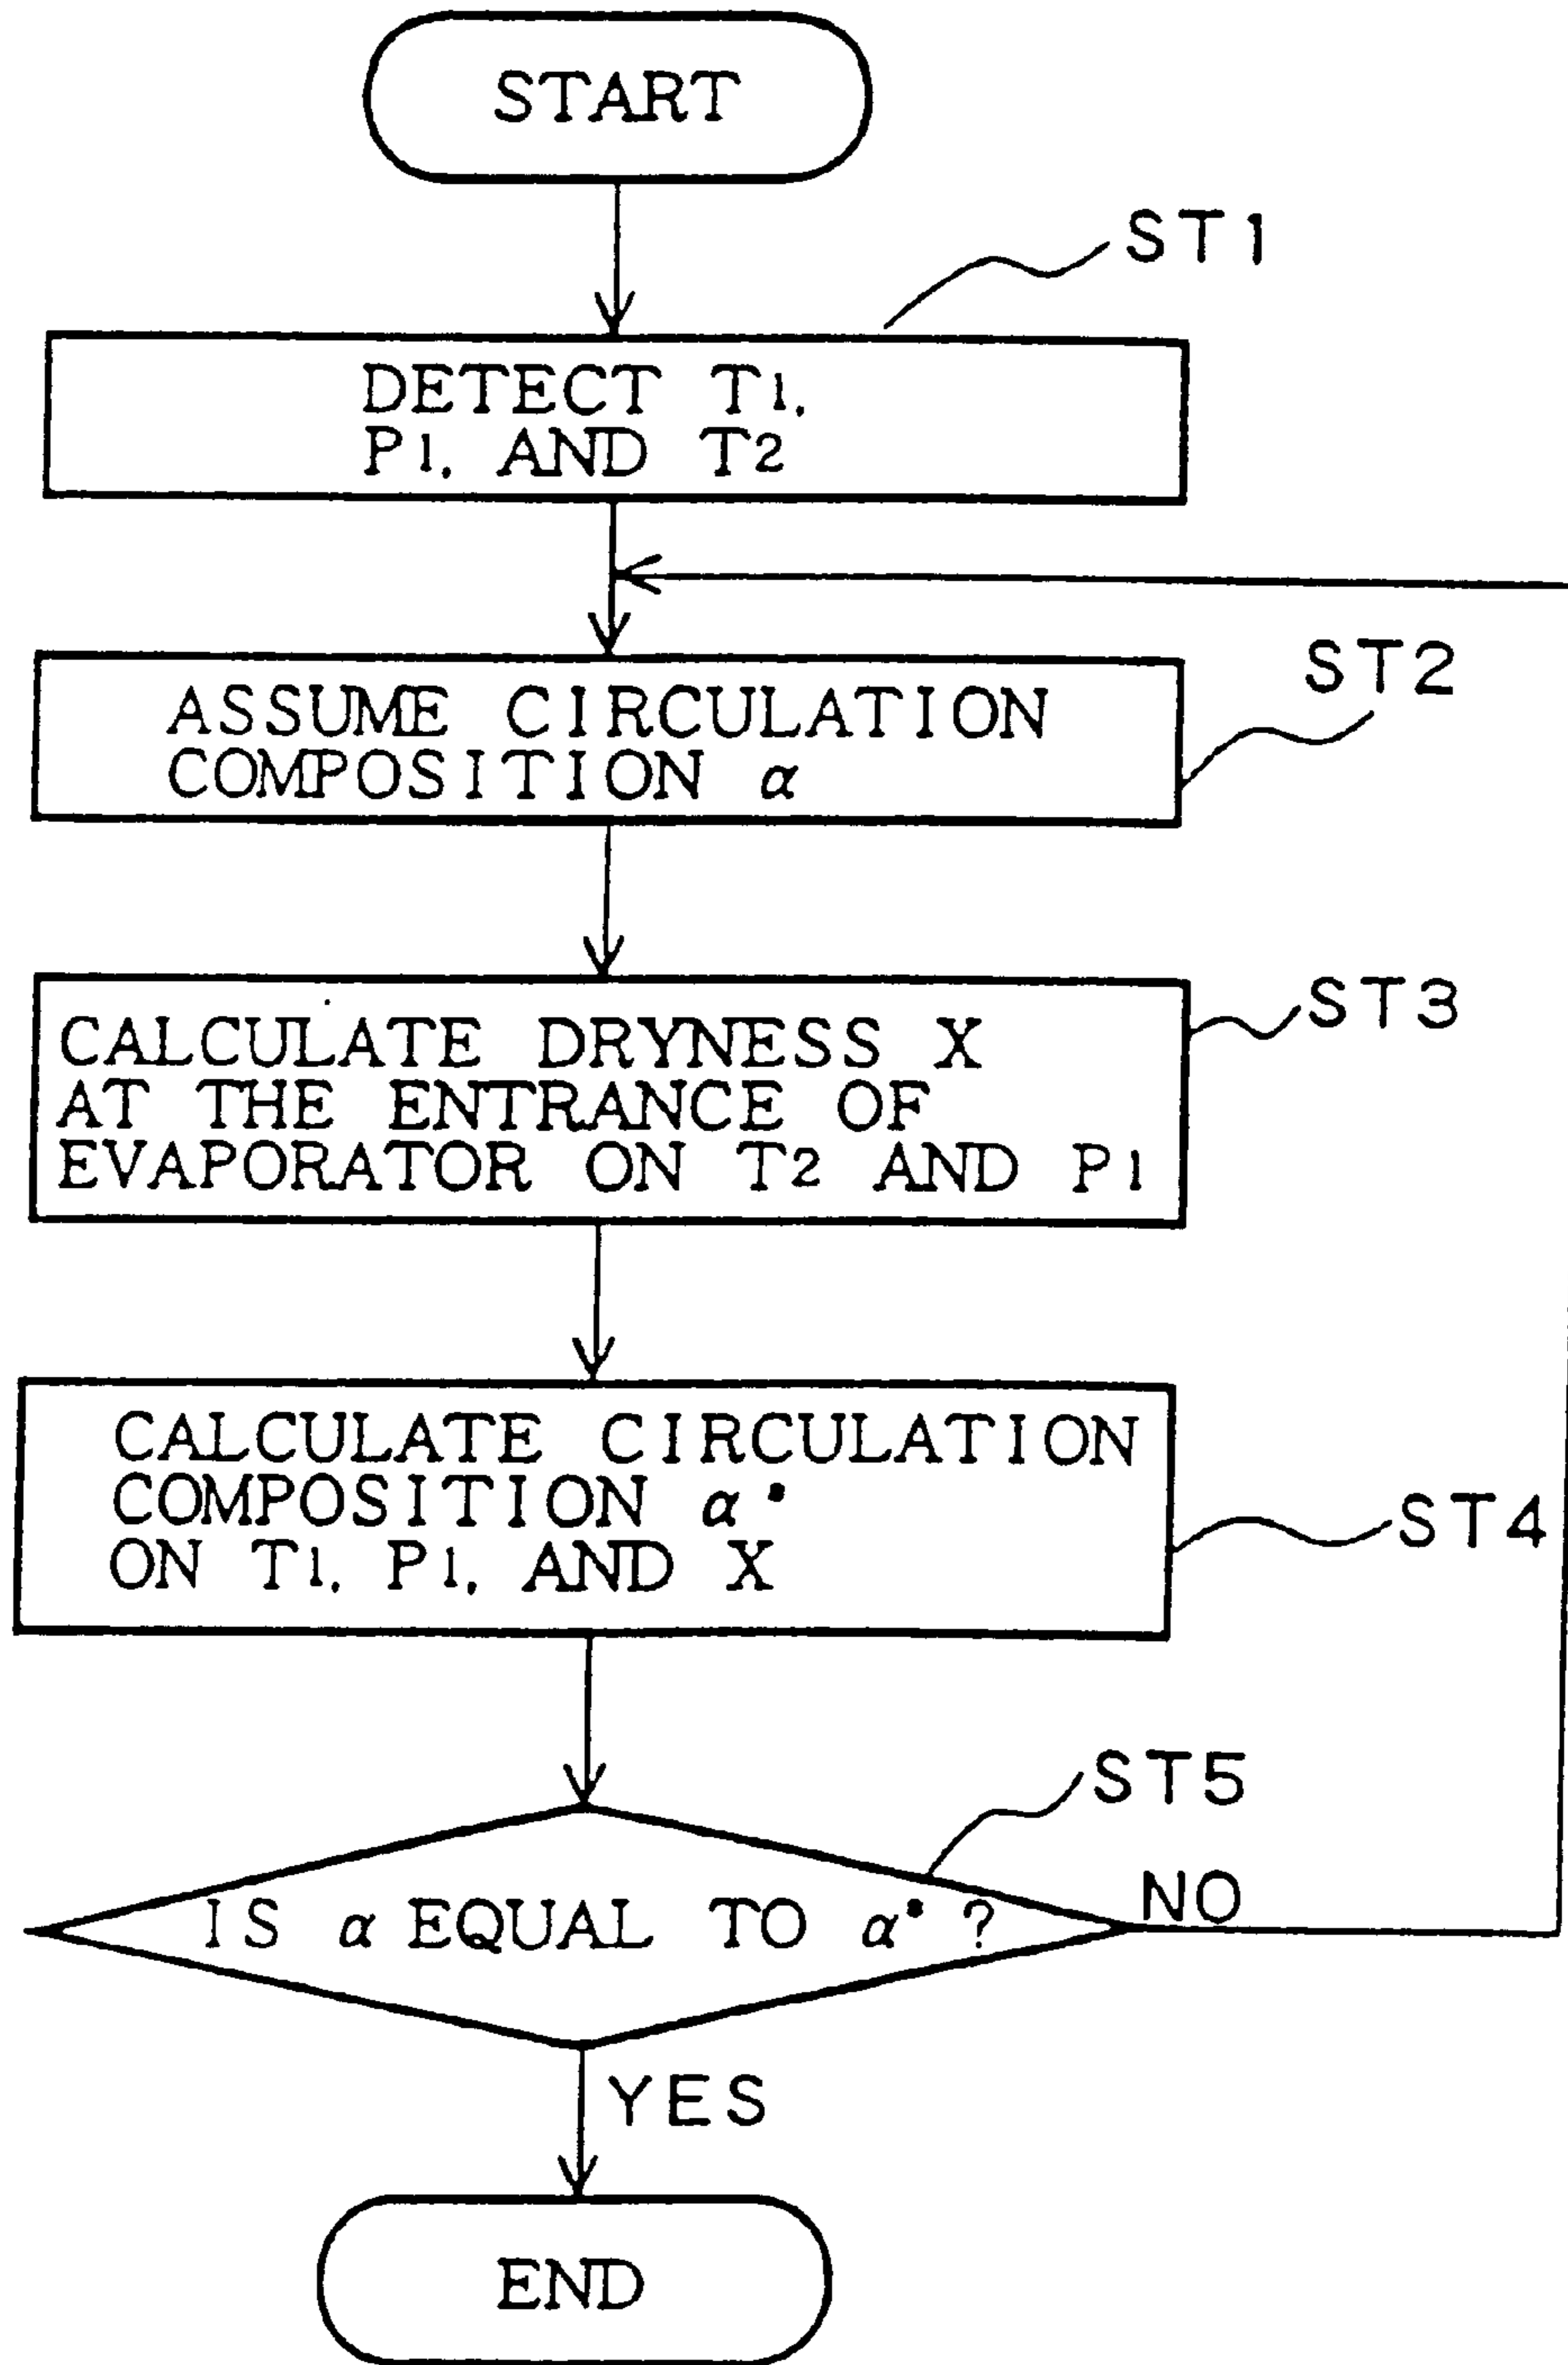 START
ST1
DETECT T1,
P1, AND T2
ST2
ASSUME CIRCULATION
COMPOSITION α
ST3
CALCULATE DRYNESS X
AT THE ENTRANCE OF
EVAPORATOR ON T2 AND P1
CALCULATE CIRCULATION
COMPOSITION α*
ON T1, P1, AND X
ST4
ST5
IS α EQUAL TO α* ?
NO
YES
END